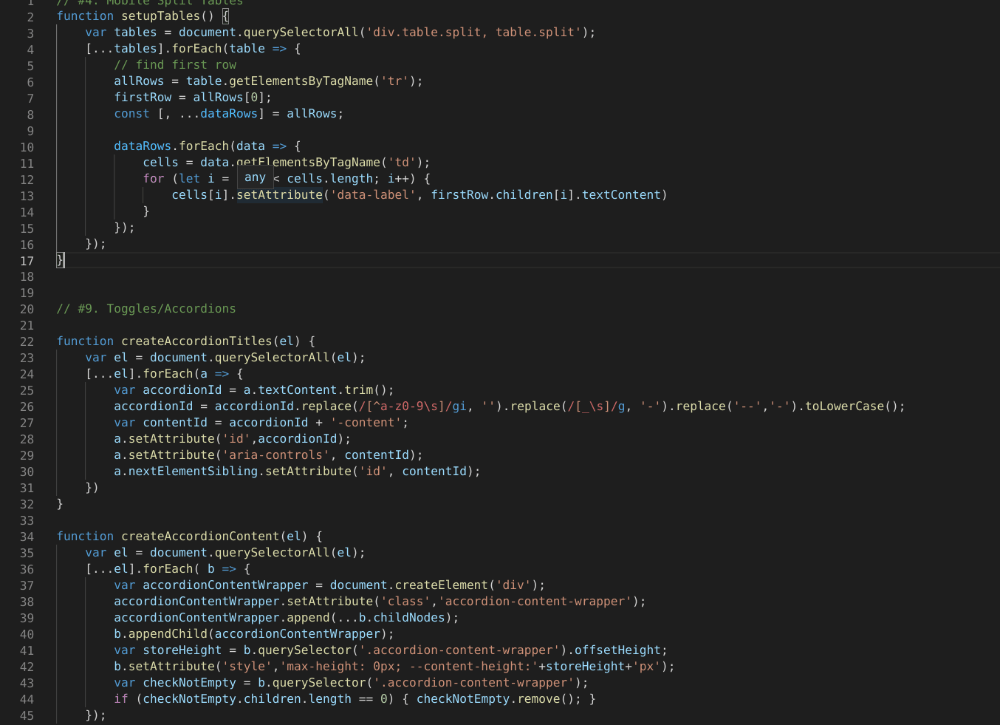 1 // #4. Mobile Split Tables
2 function setupTables() {
3 var tables = document.querySelectorAll('div.table.split, table.split');
4 [...tables].forEach(table => {
5 // find first row
6 allRows = table.getElementsByTagName('tr');
7 firstRow = allRows[0];
8 const [, ...dataRows] = allRows;
9
10 dataRows.forEach(data => {
11 cells = data.getElementsByTagName('td');
12 for (let i = any < cells.length; i++) {
13 cells[i].setAttribute('data-label', firstRow.children[i].textContent)
14 }
15 });
16 });
17 }
18
19
20 // #9. Toggles/Accordions
21
22 function createAccordionTitles(el) {
23 var el = document.querySelectorAll(el);
24 [...el].forEach(a => {
25 var accordionId = a.textContent.trim();
26 accordionId = accordionId.replace(/[^a-z0-9\s]/gi, '').replace(/[_\s]/g, '-').replace('--','-').toLowerCase();
27 var contentId = accordionId + '-content';
28 a.setAttribute('id',accordionId);
29 a.setAttribute('aria-controls', contentId);
30 a.nextElementSibling.setAttribute('id', contentId);
31 })
32 }
33
34 function createAccordionContent(el) {
35 var el = document.querySelectorAll(el);
36 [...el].forEach( b => {
37 var accordionContentWrapper = document.createElement('div');
38 accordionContentWrapper.setAttribute('class','accordion-content-wrapper');
39 accordionContentWrapper.append(...b.childNodes);
40 b.appendChild(accordionContentWrapper);
41 var storeHeight = b.querySelector('.accordion-content-wrapper').offsetHeight;
42 b.setAttribute('style','max-height: 0px; --content-height:'+storeHeight+'px');
43 var checkNotEmpty = b.querySelector('.accordion-content-wrapper');
44 if (checkNotEmpty.children.length == 0) { checkNotEmpty.remove(); }
45 });